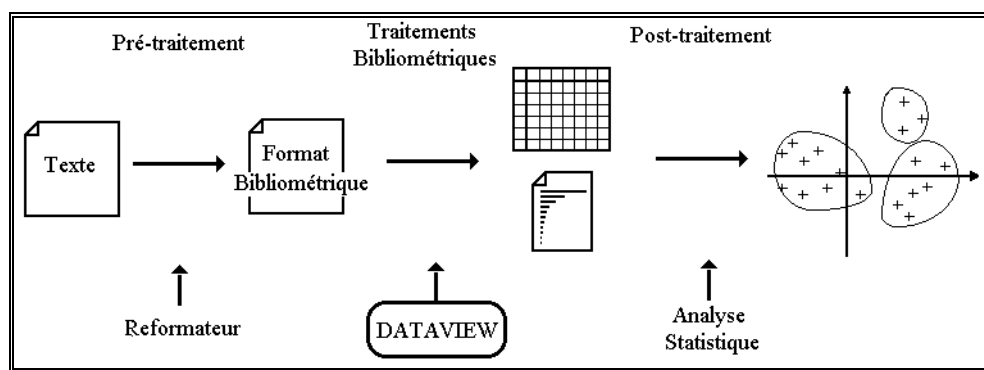 Pré-traitement
Traitements
Bibliométriques
Post-traitement
Texte
Format
Bibliométrique
Reformateur
DATAVIEW
Analyse
Statistique